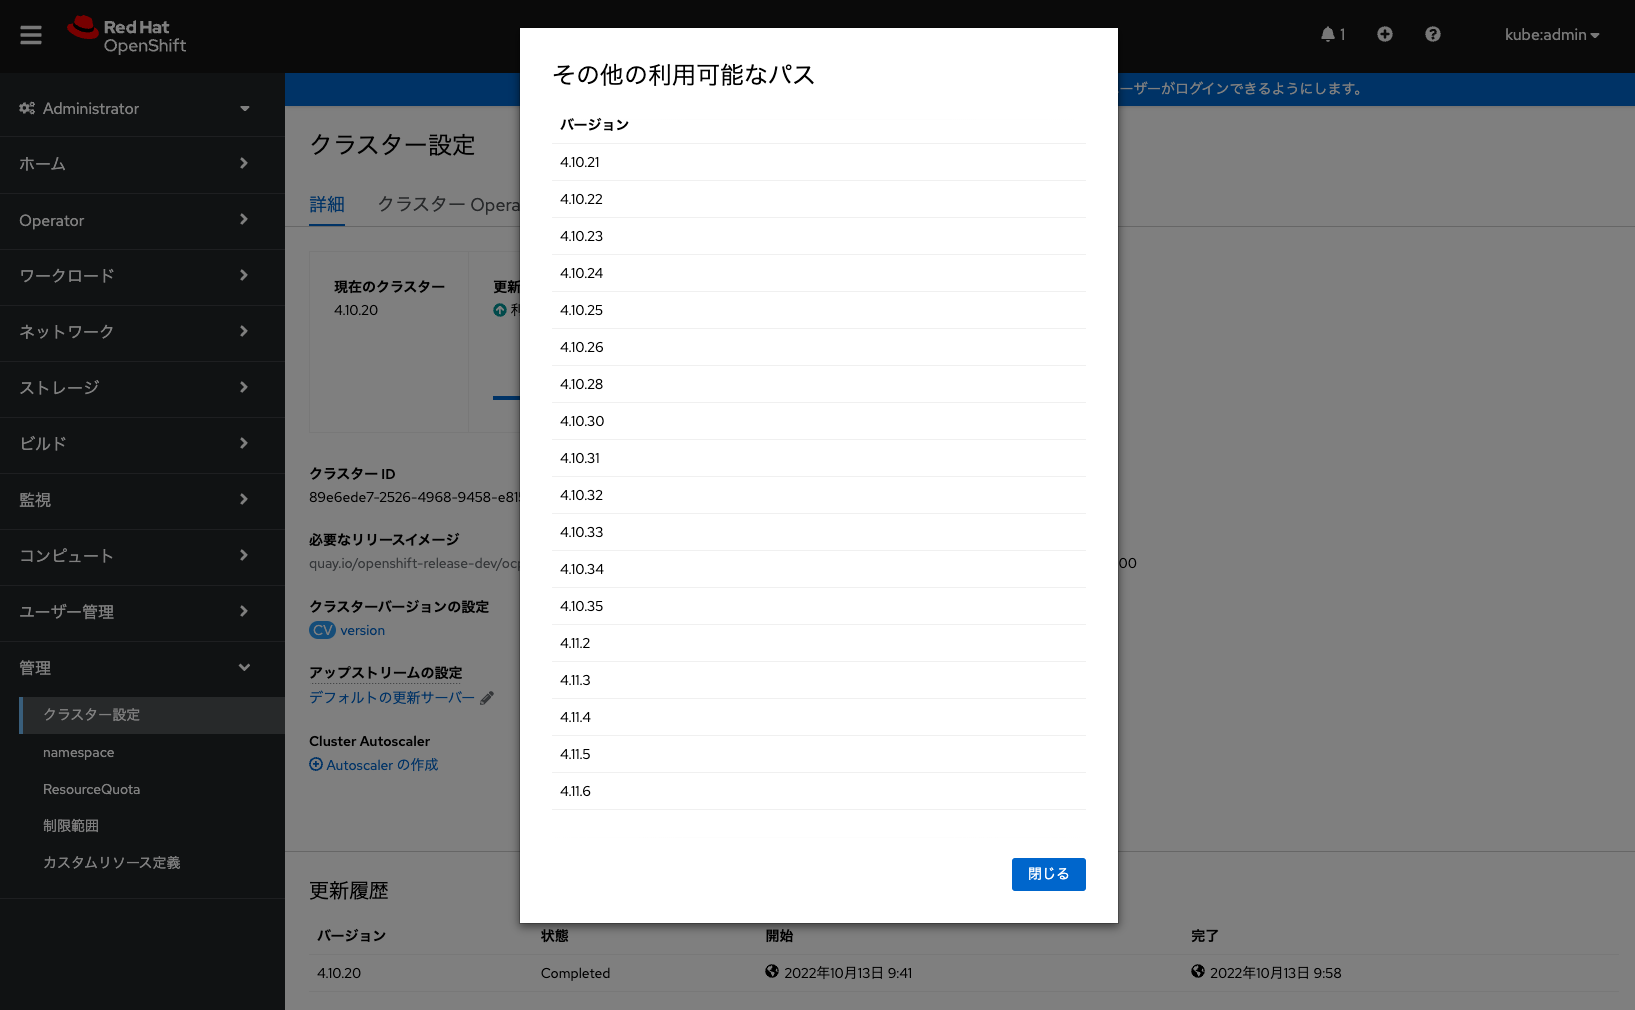 Red Hat
OpenShift
1
kube:admin
ーザーがログインできるようにします。
Administrator
ホーム
Operator
ワークロード
ネットワーク
ストレージ
ビルド
監視
コンピュート
ユーザー管理
管理
クラスター設定
namespace
ResourceQuota
制限範囲
カスタムリソース定義
クラスター設定
詳細
クラスター Opera
現在のクラスター
4.10.20
更新
クラスター ID
89e6ede7-2526-4968-9458-e815
必要なリリースイメージ
quay.io/openshift-release-dev/ocp
00
クラスターバージョンの設定
CV version
アップストリームの設定
デフォルトの更新サーバー
Cluster Autoscaler
Autoscaler の作成
その他の利用可能なパス
バージョン
4.10.21
4.10.22
4.10.23
4.10.24
4.10.25
4.10.26
4.10.28
4.10.30
4.10.31
4.10.32
4.10.33
4.10.34
4.10.35
4.11.2
4.11.3
4.11.4
4.11.5
4.11.6
閉じる
更新履歴
バージョン 状態 開始 完了
4.10.20 Completed 2022年10月13日 9:41 2022年10月13日 9:58